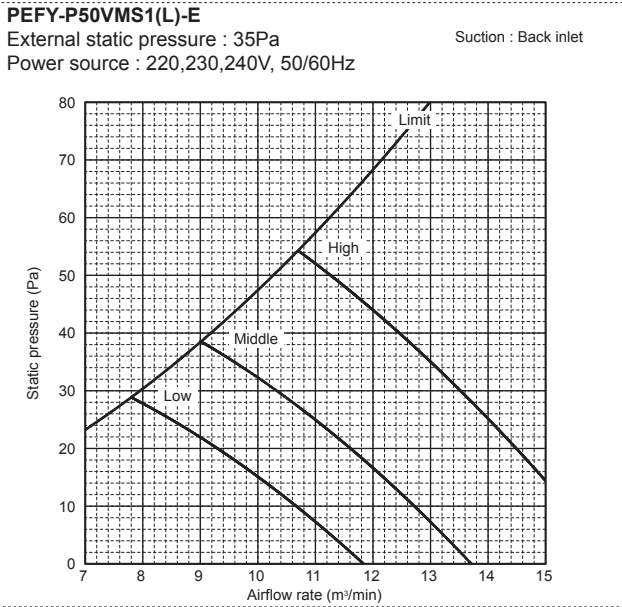 PEFY-P50VMS1(L)-E
External static pressure : 35Pa
Suction : Back inlet
Power source : 220,230,240V, 50/60Hz
80
Limit
70
60
High
50
40
Middle
30
Low
20
10
0
Static pressure (Pa)
7 8 9 10 11 12 13 14 15
Airflow rate (m³/min)